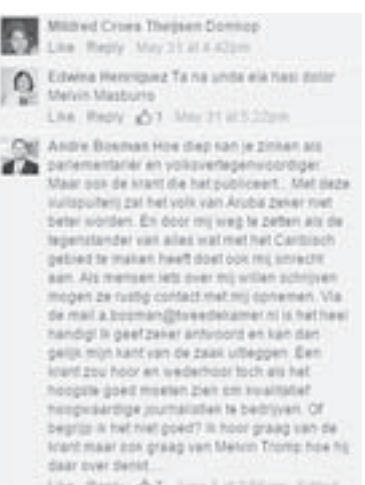 Mildred Croes Theijsen Domkop
Like Reply May 31 at 4:42pm
Edwina Henriquez Ta na unda ela hasi dolor
Melvin Masburro
Like Reply 1 May 31 at 5:22pm
Andre Bosman Hoe diep kan je zinken als
parlementariër en volksvertegenwoordiger.
Maar ook de krant die het publiceert... Met deze
vuilspuiterij zal het volk van Aruba zeker niet
beter worden. En door mij weg te zetten als de
tegenstander van alles wat met het Caribisch
gebied te maken heeft doet ook mij onrecht
aan. Als mensen iets over mij willen schrijven
mogen ze rustig contact met mij opnemen. Via
de mail a.bosman@tweedekamer.nl is het heel
handig! Ik geef zeker antwoord en kan dan
gelijk mijn kant van de zaak uitleggen. Een
krant zou hoor en wederhoor toch als het
hoogste goed moeten zien om kwalitatief
hoogwaardige journalistiek te bedrijven. Of
begrijp ik het niet goed? Ik hoor graag van de
krant maar ook graag van Melvin Tromp hoe hij
daar over denkt...
Like Reply